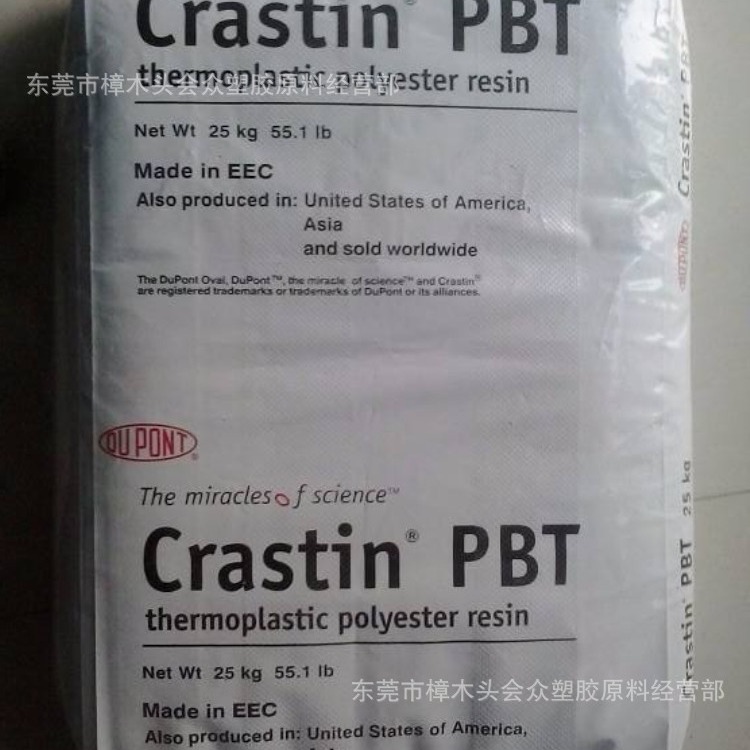 Crastin® PBT
thermoplastic polyester resin
东莞市樟木头会众塑胶原料经营部
Net Wt 25 kg 55.1 lb
Made in EEC
Also produced in: United States of America,
Asia
and sold worldwide
The DuPont Oval, DuPont™, the miracle of science™ and Crastin®
are registered trademarks or trademarks of DuPont or its alliances.
DUPONT®
The miracles of science™
Crastin® PBT
thermoplastic polyester resin
Net Wt 25 kg 55.1 lb
东莞市樟木头会众塑胶原料经营部
Made in EEC
Also produced in: United States of America,
Crastin® PB
DUPONT
Crastin® PBT 25 kg